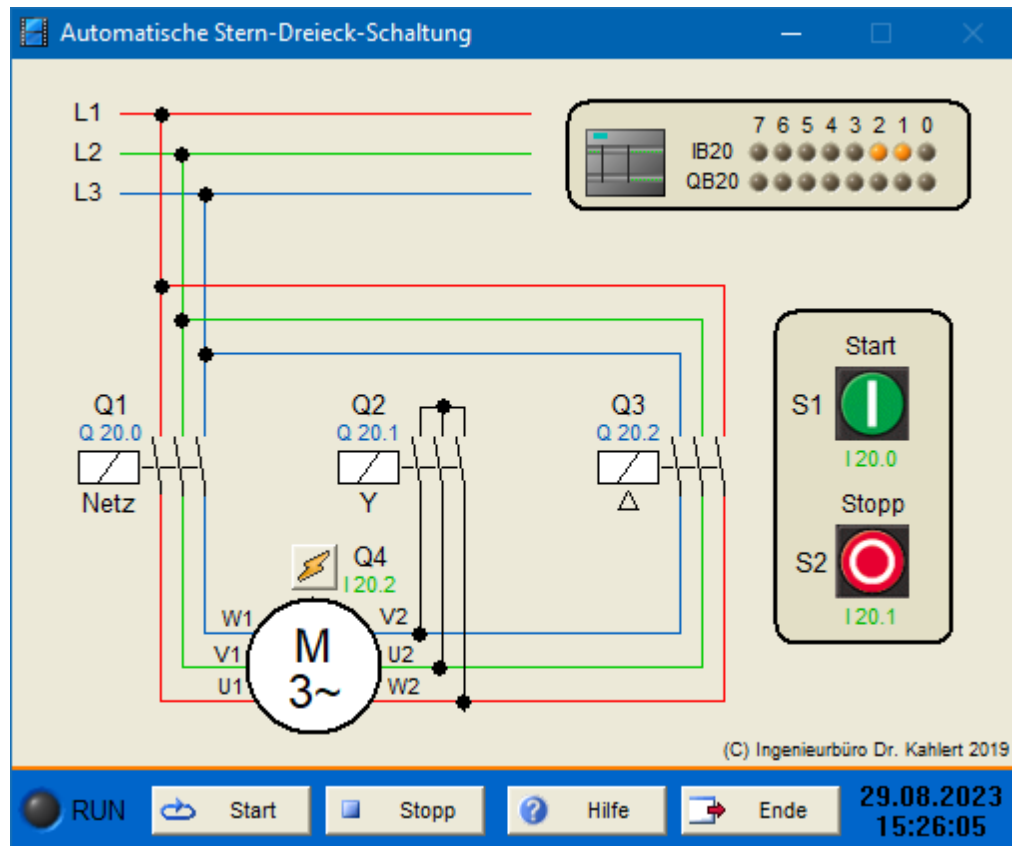 Automatische Stern-Dreieck-Schaltung
L1
L2
L3
7 6 5 4 3 2 1 0
IB20
QB20
Start
S1
I 20.0
Stopp
S2
I 20.1
Q1
Q 20.0
Netz
Q2
Q 20.1
Y
Q3
Q 20.2
Δ
Q4
I 20.2
W1
V1
U1
M
3~
V2
U2
W2
(C) Ingenieurbüro Dr. Kahlert 2019
RUN
Start
Stopp
? Hilfe
Ende
29.08.2023
15:26:05